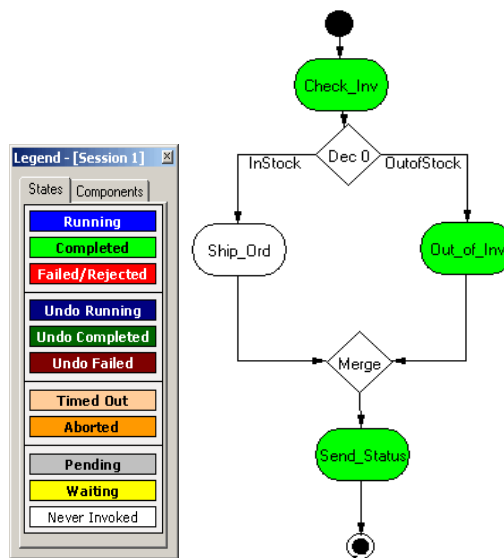 Check_Inv
Dec 0
InStock
OutofStock
Ship_Ord
Out_of_Inv
Merge
Send_Status
Legend - [Session 1]
States
Components
Running
Completed
Failed/Rejected
Undo Running
Undo Completed
Undo Failed
Timed Out
Aborted
Pending
Waiting
Never Invoked